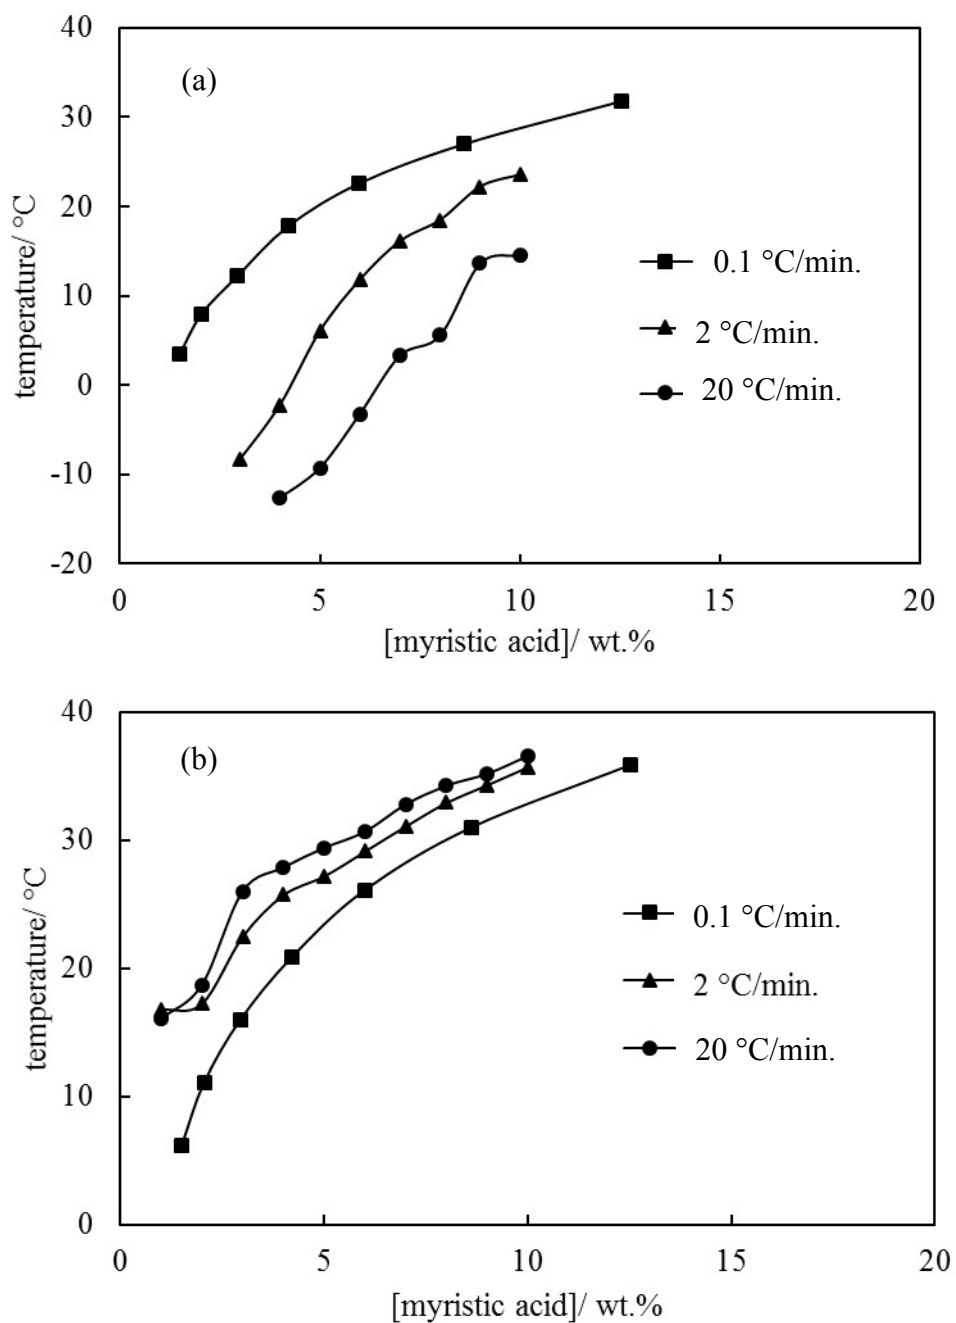 40
(a)
30
20
10
0
-10
-20
temperature/ °C
0.1 °C/min.
2 °C/min.
20 °C/min.
0 5 10 15 20
[myristic acid]/ wt.%
40
(b)
30
20
10
0
temperature/ °C
0.1 °C/min.
2 °C/min.
20 °C/min.
0 5 10 15 20
[myristic acid]/ wt.%